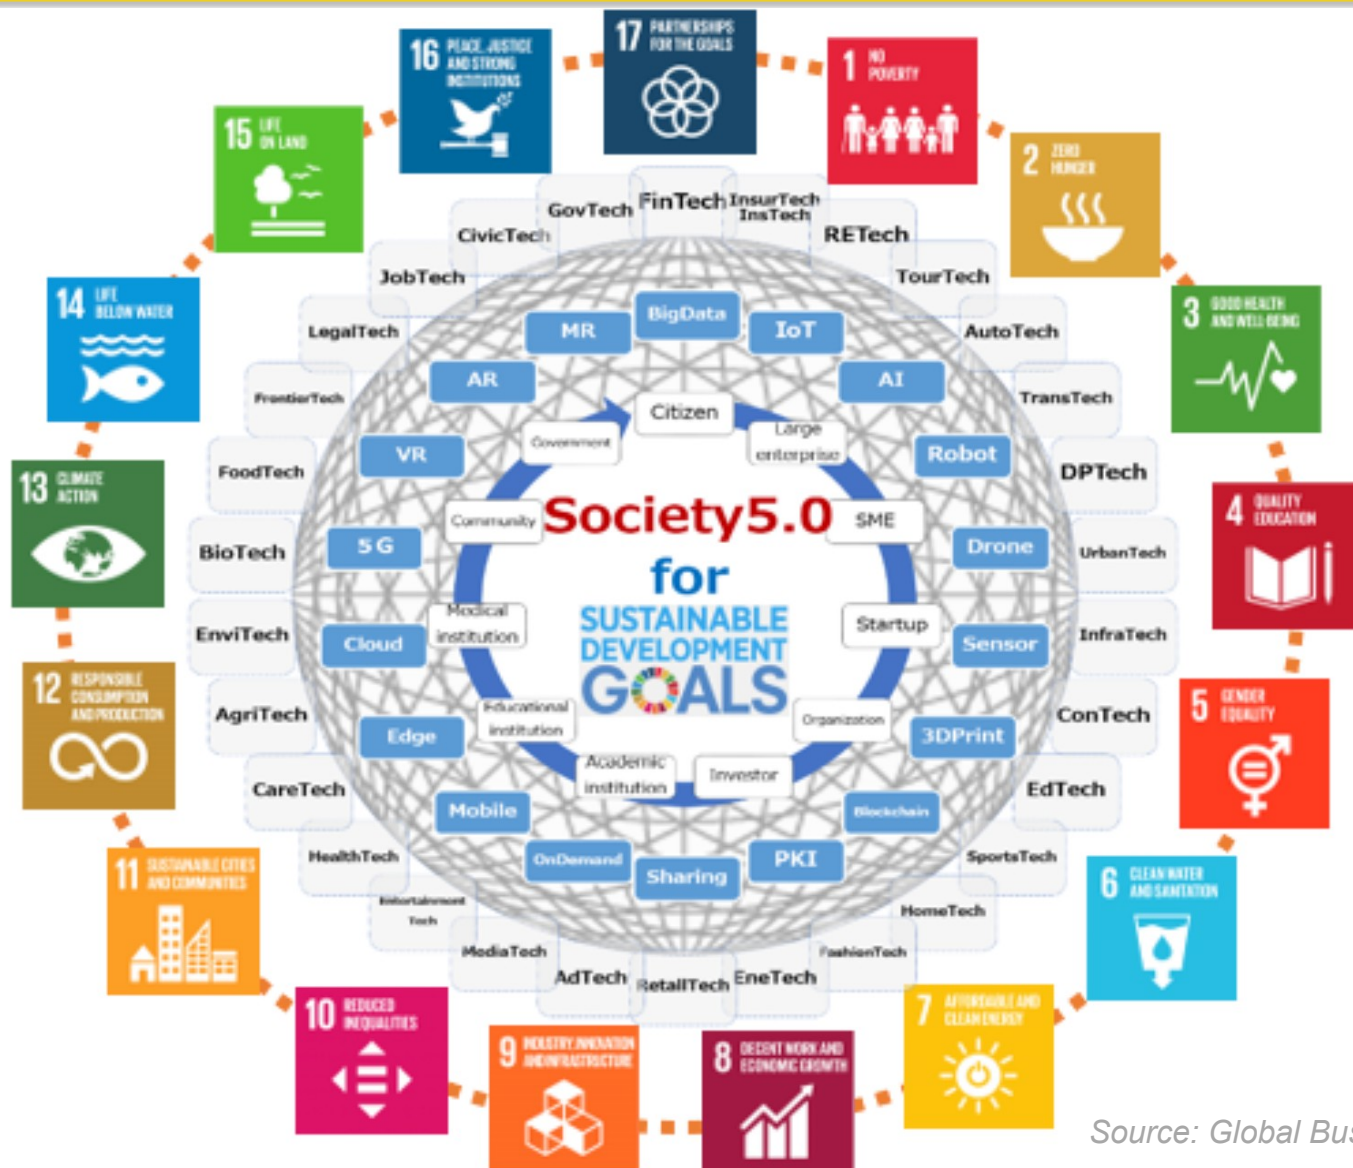 17 PARTNERSHIPS
FOR THE GOALS
16 PEACE, JUSTICE
AND STRONG
INSTITUTIONS
1 NO
POVERTY
15 LIFE
ON LAND
2 ZERO
HUNGER
14 LIFE
BELOW WATER
3 GOOD HEALTH
AND WELL-BEING
13 CLIMATE
ACTION
4 QUALITY
EDUCATION
12 RESPONSIBLE
CONSUMPTION
AND PRODUCTION
5 GENDER
EQUALITY
11 SUSTAINABLE CITIES
AND COMMUNITIES
6 CLEAN WATER
AND SANITATION
10 REDUCED
INEQUALITIES
7 AFFORDABLE AND
CLEAN ENERGY
9 INDUSTRY, INNOVATION
AND INFRASTRUCTURE
8 DECENT WORK AND
ECONOMIC GROWTH
FinTech
InsurTech
InsTech
RETech
TourTech
AutoTech
TransTech
DPTech
UrbanTech
InfraTech
ConTech
EdTech
SportsTech
HomeTech
FashionTech
EneTech
RetailTech
AdTech
MediaTech
Entertainment
Tech
HealthTech
CareTech
AgriTech
EnviTech
BioTech
FoodTech
FrontierTech
LegalTech
JobTech
CivicTech
GovTech
BigData
IoT
AI
Robot
Drone
Sensor
3DPrint
Blockchain
PKI
Sharing
OnDemand
Mobile
Edge
Cloud
5G
VR
AR
MR
Citizen
Large
enterprise
SME
Startup
Organization
Investor
Academic
institution
Educational
institution
Medical
institution
Community
Government
Society5.0
for
SUSTAINABLE
DEVELOPMENT
GOALS
Source: Global Bus